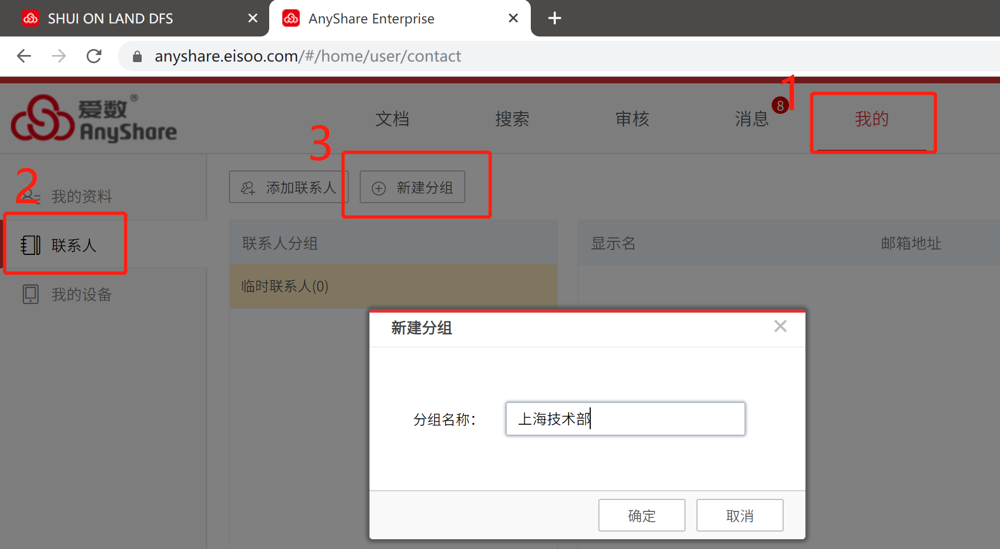 SHUI ON LAND DFS
AnyShare Enterprise
anyshare.eisoo.com/#/home/user/contact
爱数®
AnyShare
文档
搜索
审核
消息
8
1
我的
3
2
添加联系人
新建分组
我的资料
联系人
我的设备
联系人分组
显示名
邮箱地址
临时联系人(0)
新建分组
分组名称：
上海技术部
确定
取消